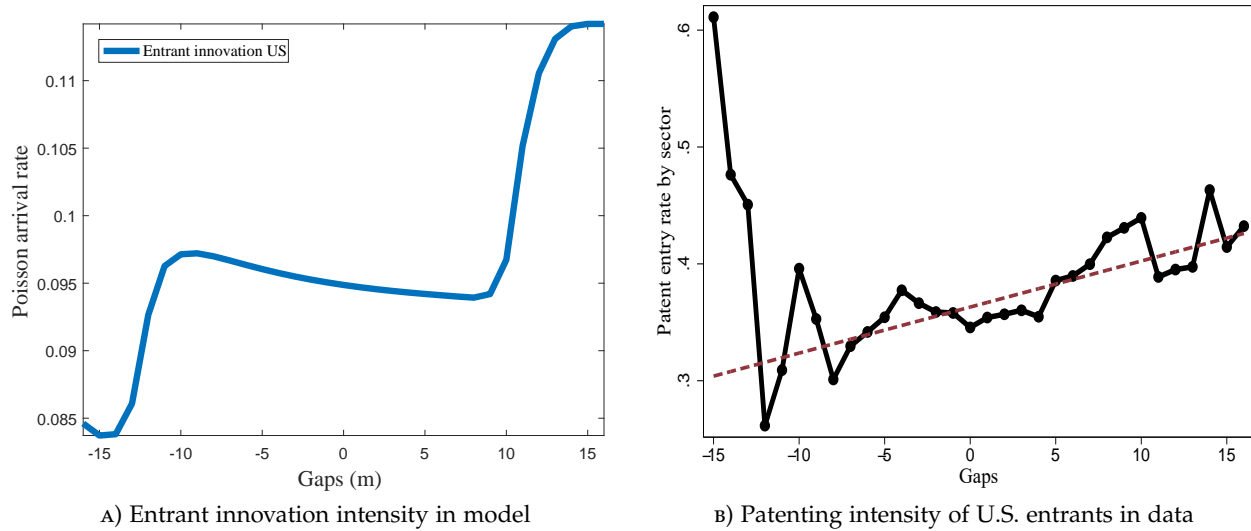 Entrant innovation US
Poisson arrival rate
0.11
0.105
0.1
0.095
0.09
0.085
-15 -10 -5 0 5 10 15
Gaps (m)
A) Entrant innovation intensity in model
Patent entry rate by sector
.6
.5
.4
.3
−15 −10 −5 0 5 10 15
Gaps
B) Patenting intensity of U.S. entrants in data